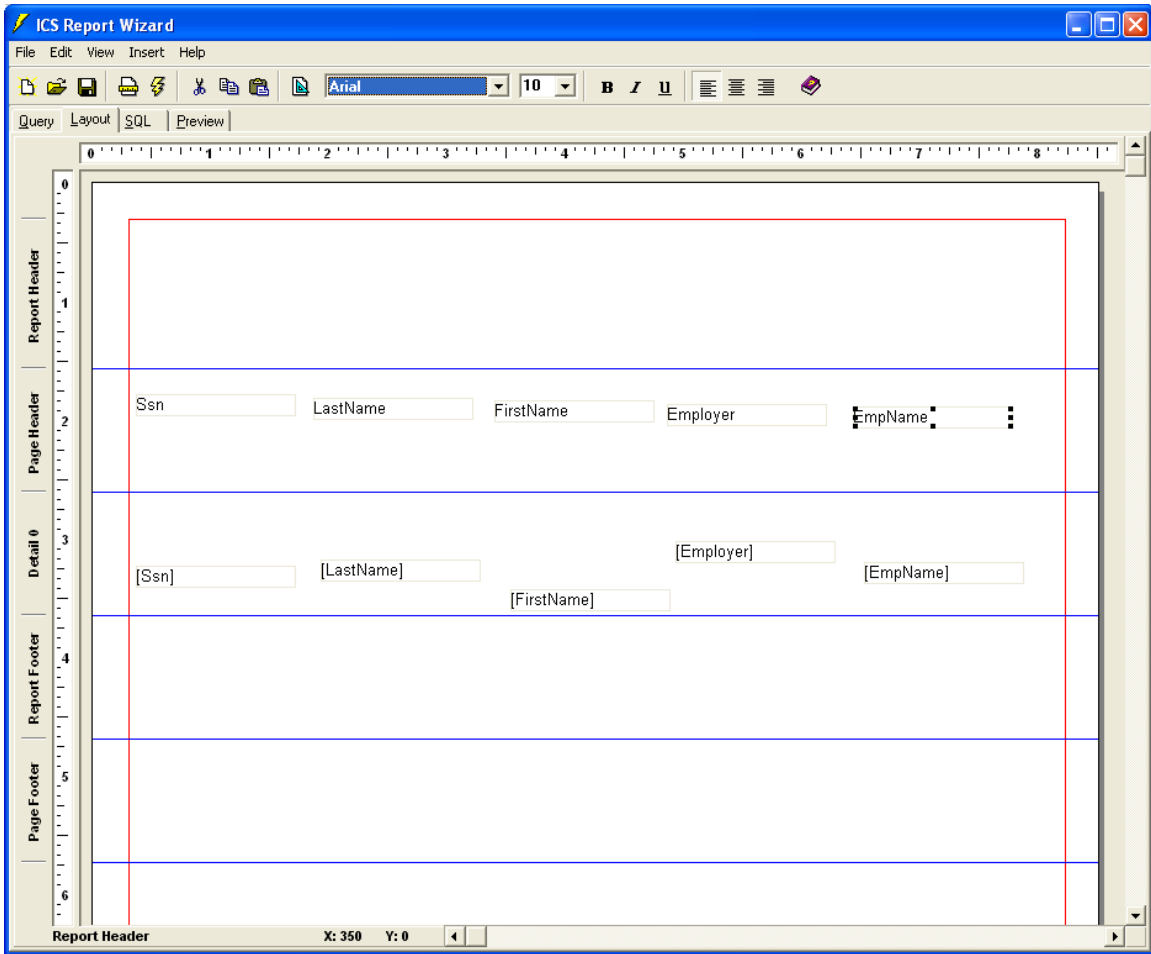 ICS Report Wizard
File Edit View Insert Help
Arial 10 B I U
Query Layout SQL Preview
0 1 2 3 4 5 6 7 8
0
Report Header
1
Page Header
2
Ssn LastName FirstName Employer EmpName
Detail 0
3
[Employer]
[Ssn] [LastName] [EmpName]
[FirstName]
Report Footer
4
Page Footer
5
6
Report Header X: 350 Y: 0